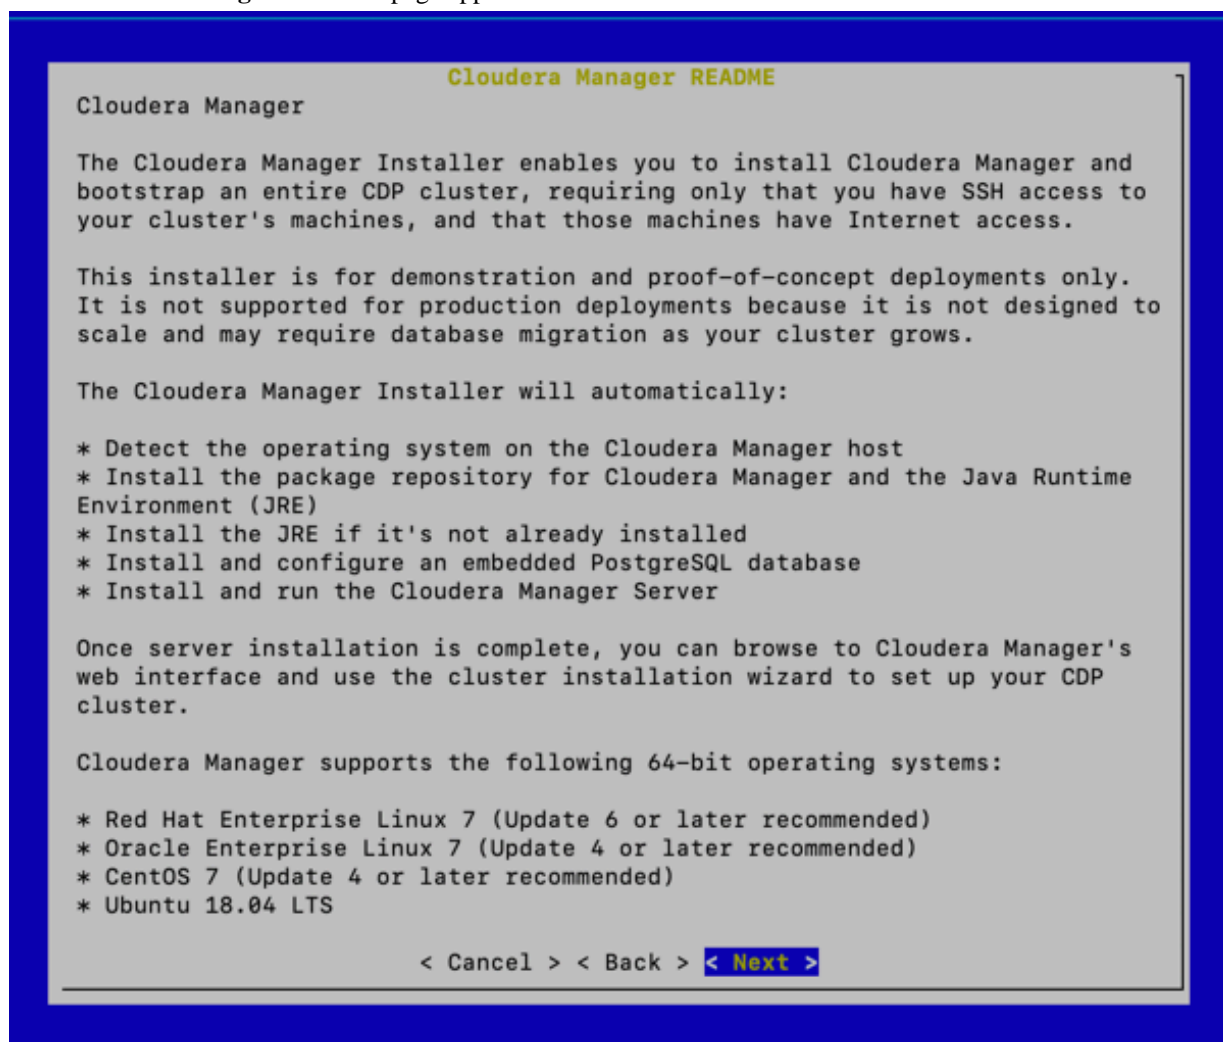 Cloudera Manager README
Cloudera Manager
The Cloudera Manager Installer enables you to install Cloudera Manager and
bootstrap an entire CDP cluster, requiring only that you have SSH access to
your cluster's machines, and that those machines have Internet access.
This installer is for demonstration and proof-of-concept deployments only.
It is not supported for production deployments because it is not designed to
scale and may require database migration as your cluster grows.
The Cloudera Manager Installer will automatically:
* Detect the operating system on the Cloudera Manager host
* Install the package repository for Cloudera Manager and the Java Runtime
Environment (JRE)
* Install the JRE if it's not already installed
* Install and configure an embedded PostgreSQL database
* Install and run the Cloudera Manager Server
Once server installation is complete, you can browse to Cloudera Manager's
web interface and use the cluster installation wizard to set up your CDP
cluster.
Cloudera Manager supports the following 64-bit operating systems:
* Red Hat Enterprise Linux 7 (Update 6 or later recommended)
* Oracle Enterprise Linux 7 (Update 4 or later recommended)
* CentOS 7 (Update 4 or later recommended)
* Ubuntu 18.04 LTS
< Cancel > < Back > < Next >